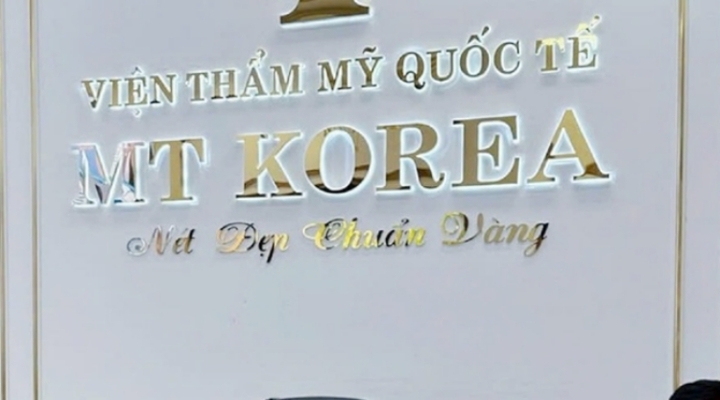 VIỆN THẨM MỸ QUỐC TẾ
MT KOREA
Nét Đẹp Chuẩn Vàng